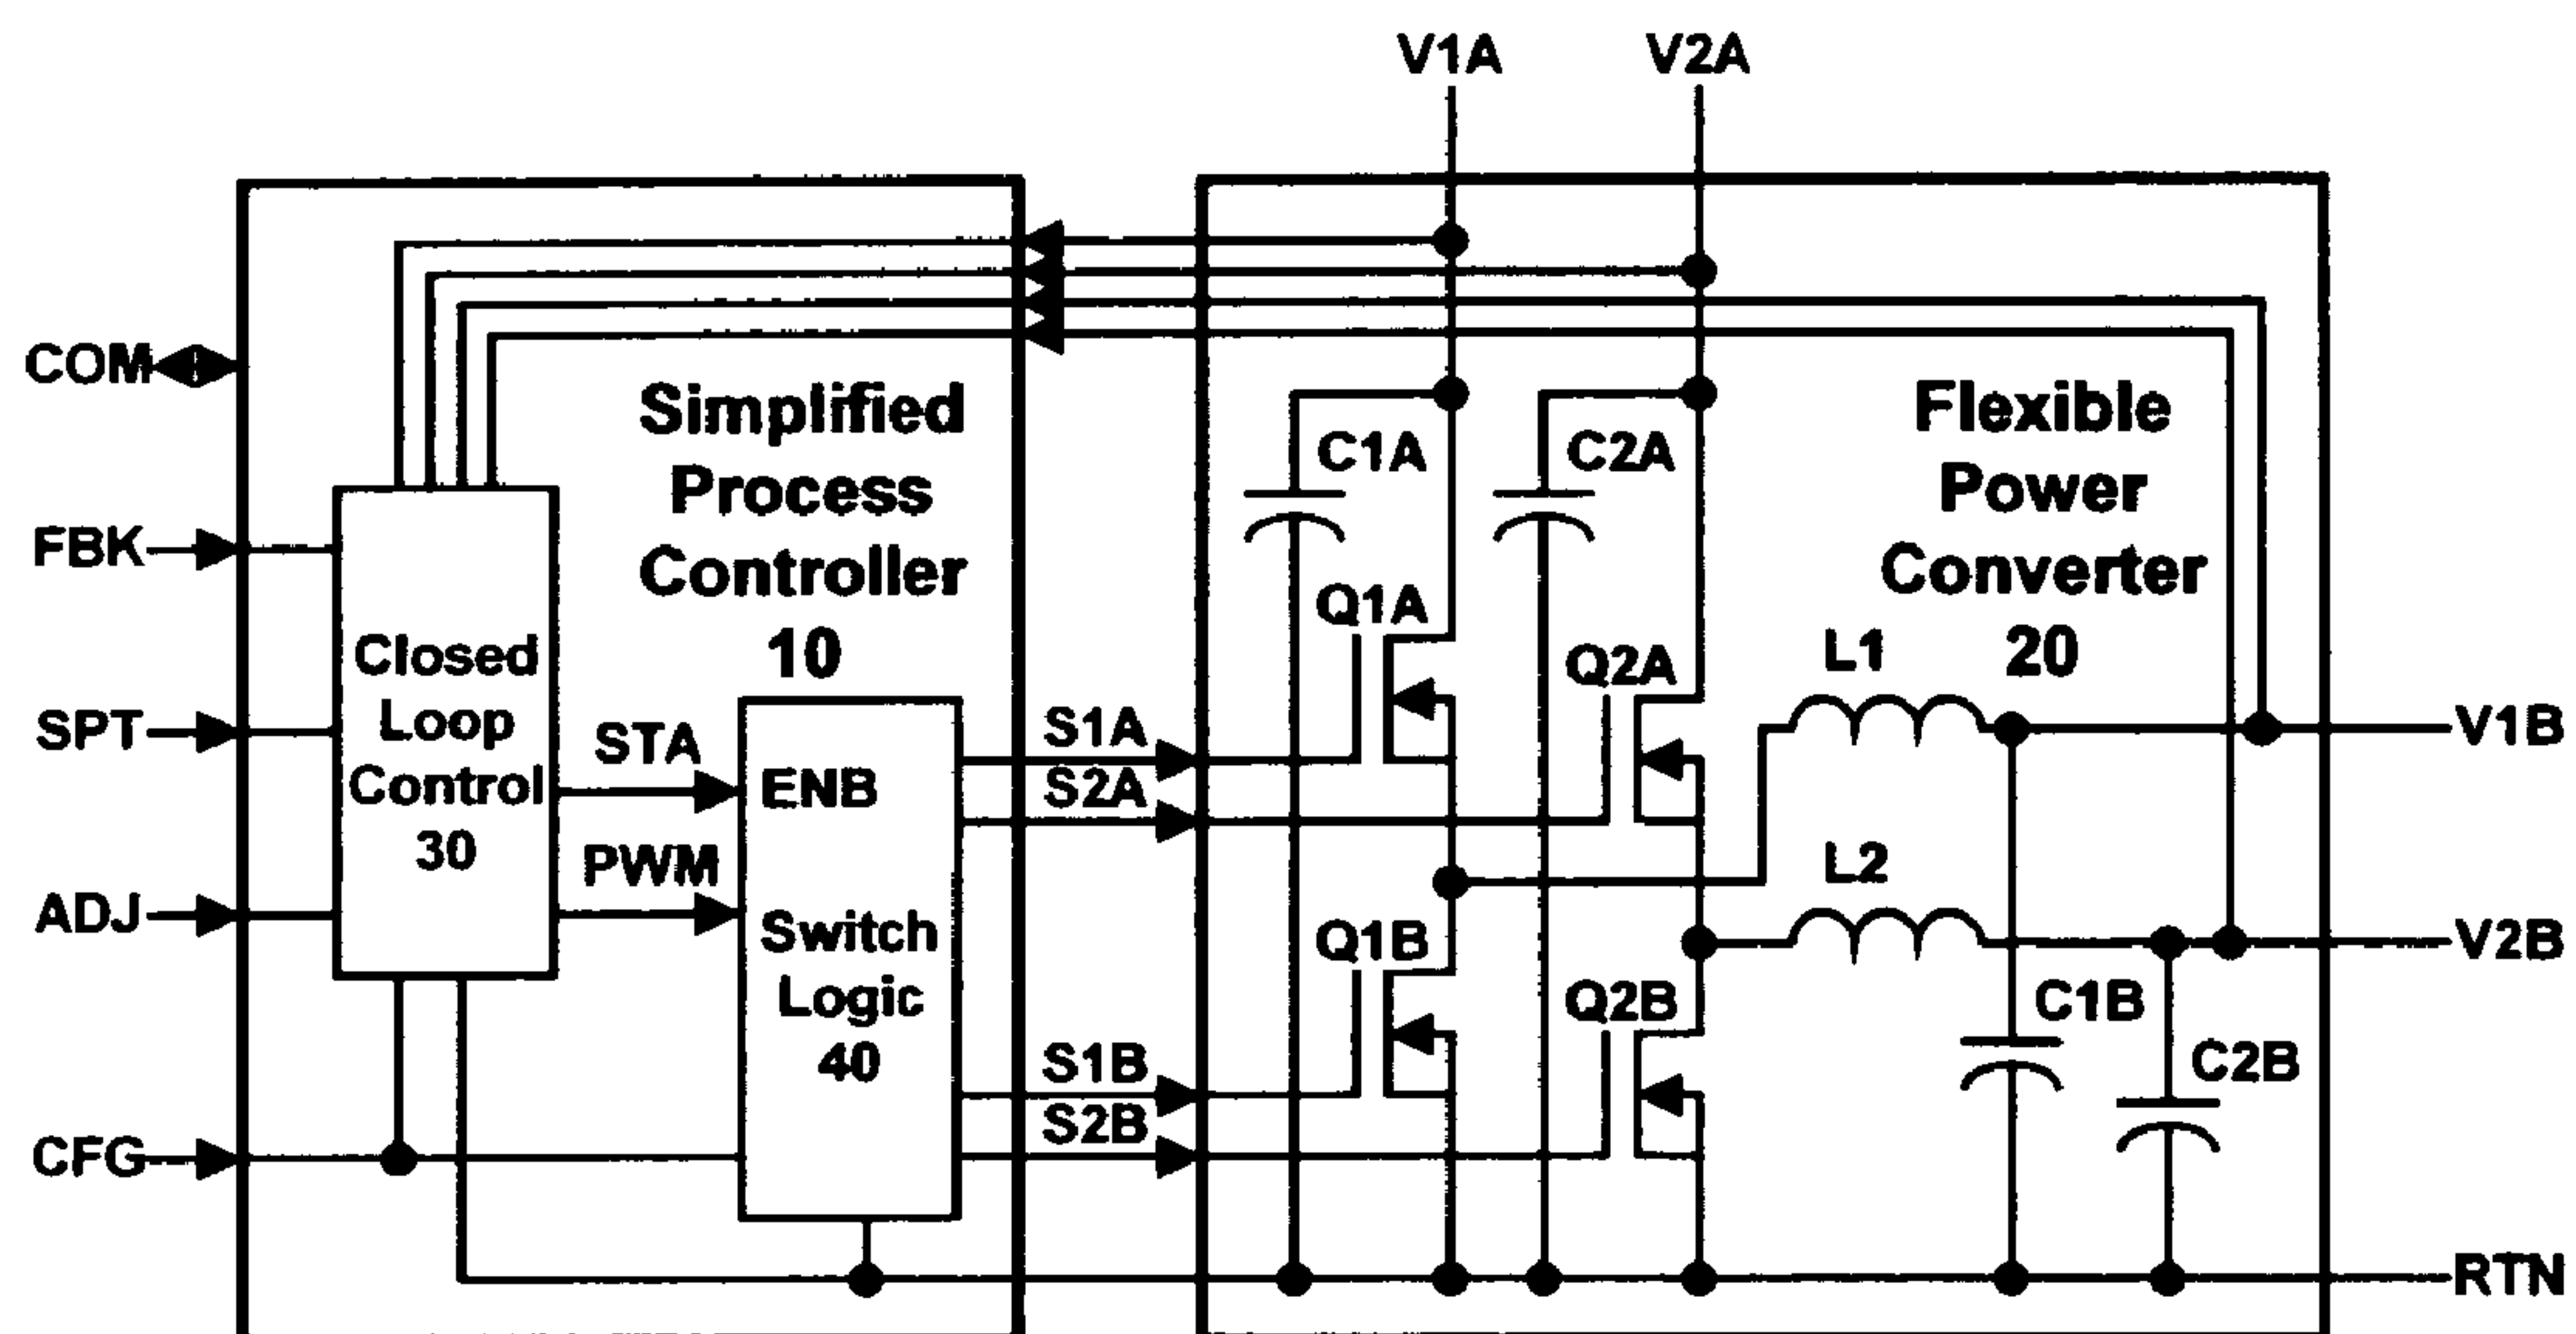 V1A
V2A
COM
FBK
SPT
ADJ
CFG
Simplified
Process
Controller
10
Closed
Loop
Control
30
STA
PWM
ENB
Switch
Logic
40
S1A
S2A
S1B
S2B
C1A
C2A
Q1A
Q2A
Q1B
Q2B
Flexible
Power
Converter
20
L1
L2
C1B
C2B
V1B
V2B
RTN